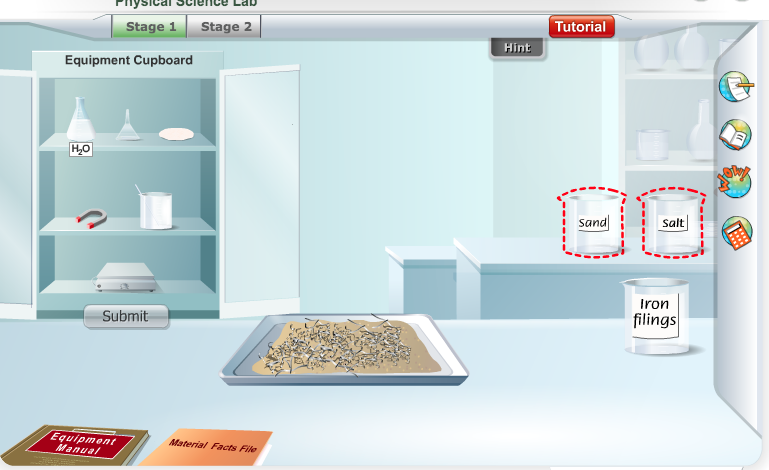 Physical Science Lab
Stage 1
Stage 2
Tutorial
Hint
Equipment Cupboard
H₂O
Sand
Salt
Iron
filings
Submit
Equipment
Manual
Material Facts File
WOW!